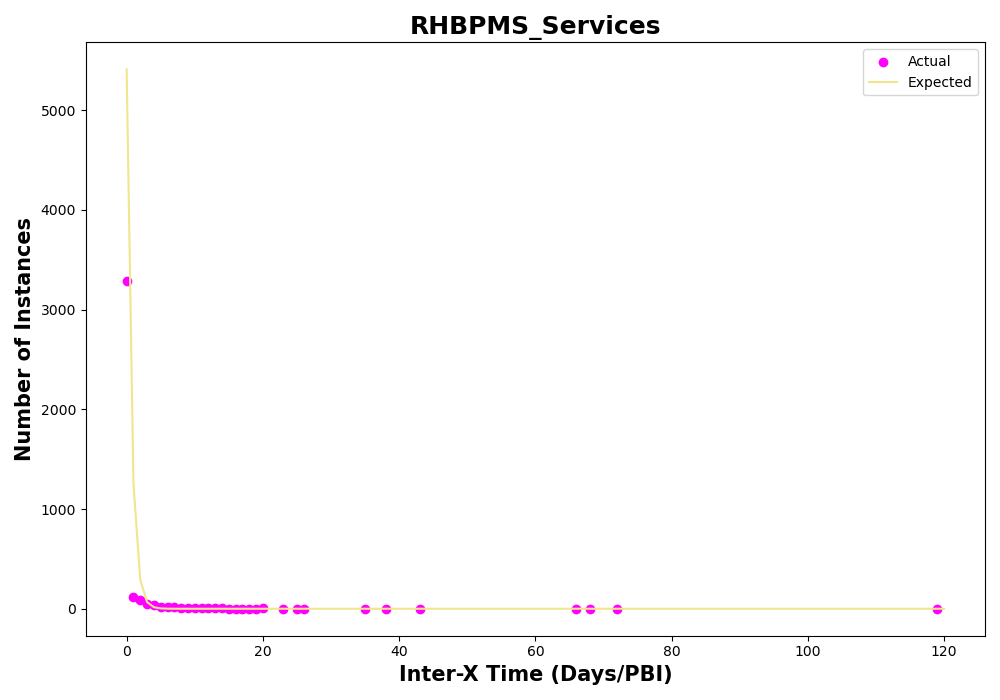 RHBPMS_Services
Actual
Expected
5000
4000
3000
2000
1000
0
Number of Instances
0 20 40 60 80 100 120
Inter-X Time (Days/PBI)